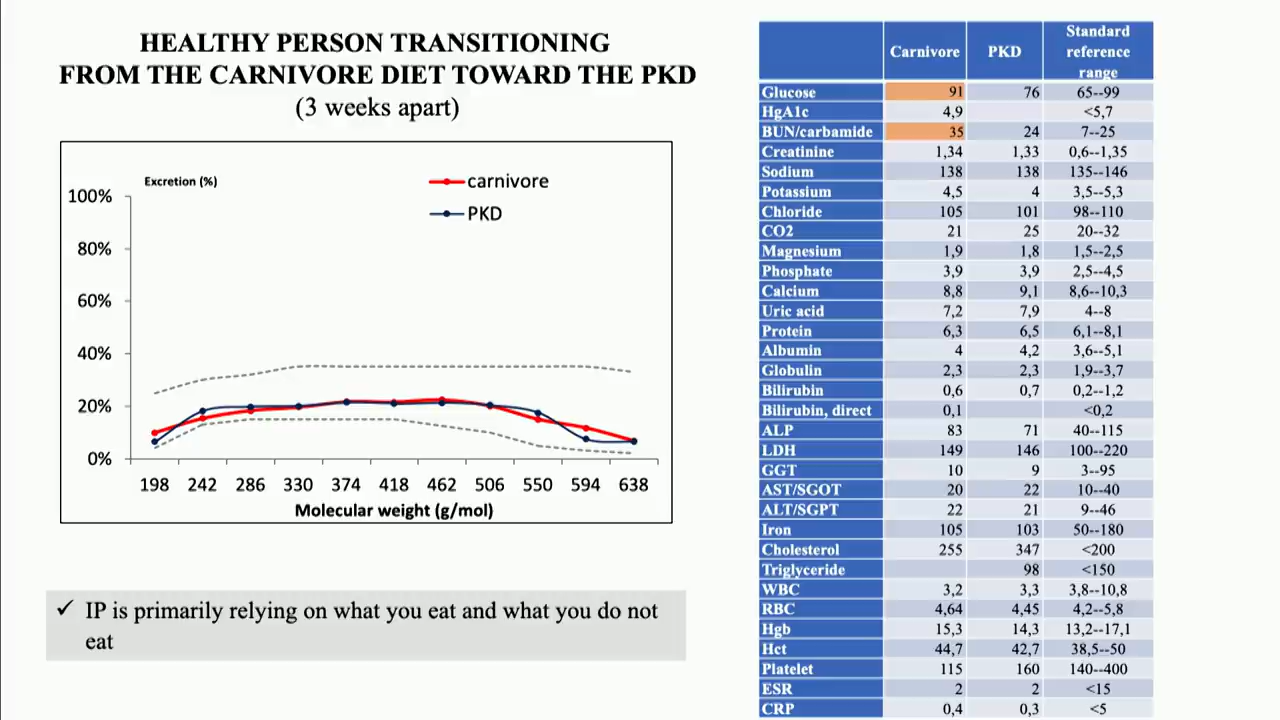 HEALTHY PERSON TRANSITIONING
FROM THE CARNIVORE DIET TOWARD THE PKD
(3 weeks apart)
Excretion (%)
carnivore
PKD
100%
80%
60%
40%
20%
0%
198 242 286 330 374 418 462 506 550 594 638
Molecular weight (g/mol)
✓ IP is primarily relying on what you eat and what you do not
eat
Carnivore PKD Standard
reference
range
Glucose 91 76 65--99
HgA1c 4,9 <5,7
BUN/carbamide 35 24 7--25
Creatinine 1,34 1,33 0,6--1,35
Sodium 138 138 135--146
Potassium 4,5 4 3,5--5,3
Chloride 105 101 98--110
CO2 21 25 20--32
Magnesium 1,9 1,8 1,5--2,5
Phosphate 3,9 3,9 2,5--4,5
Calcium 8,8 9,1 8,6--10,3
Uric acid 7,2 7,9 4--8
Protein 6,3 6,5 6,1--8,1
Albumin 4 4,2 3,6--5,1
Globulin 2,3 2,3 1,9--3,7
Bilirubin 0,6 0,7 0,2--1,2
Bilirubin, direct 0,1 <0,2
ALP 83 71 40--115
LDH 149 146 100--220
GGT 10 9 3--95
AST/SGOT 20 22 10--40
ALT/SGPT 22 21 9--46
Iron 105 103 50--180
Cholesterol 255 347 <200
Triglyceride 98 <150
WBC 3,2 3,3 3,8--10,8
RBC 4,64 4,45 4,2--5,8
Hgb 15,3 14,3 13,2--17,1
Hct 44,7 42,7 38,5--50
Platelet 115 160 140--400
ESR 2 2 <15
CRP 0,4 0,3 <5